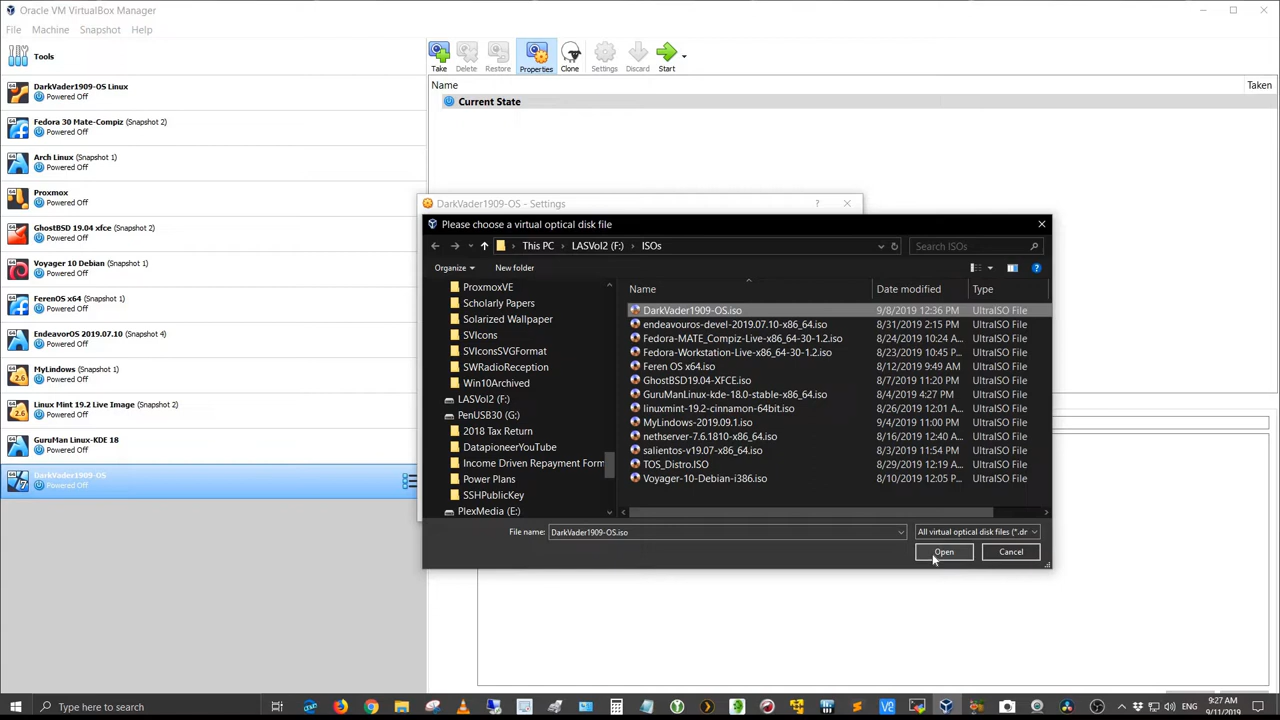 Oracle VM VirtualBox Manager
File Machine Snapshot Help
Tools
Take Delete Restore Properties Clone Settings Discard Start
Name Taken
Current State
DarkVader1909-OS Linux
Powered Off
Fedora 30 Mate-Compiz (Snapshot 2)
Powered Off
Arch Linux (Snapshot 1)
Powered Off
Proxmox
Powered Off
GhostBSD 19.04 xfce (Snapshot 2)
Powered Off
Voyager 10 Debian (Snapshot 1)
Powered Off
FerenOS x64 (Snapshot 1)
Powered Off
EndeavorOS 2019.07.10 (Snapshot 4)
Powered Off
MyLindows (Snapshot 1)
Powered Off
Linux Mint 19.2 Live Image (Snapshot 2)
Powered Off
GuruMan Linux-KDE 18
Powered Off
DarkVader1909-OS
Powered Off
DarkVader1909-OS - Settings
Please choose a virtual optical disk file
This PC > LASVol2 (F:) > ISOs
Search ISOs
Organize New folder
ProxmoxVE
Scholarly Papers
Solarized Wallpaper
SVIcons
SVIconsSVGFormat
SWRadioReception
Win10Archived
LASVol2 (F:)
PenUSB30 (G:)
2018 Tax Return
DatapioneerYouTube
Income Driven Repayment Form
Power Plans
SSHPublicKey
PlexMedia (E:)
Name Date modified Type
DarkVader1909-OS.iso 9/8/2019 12:36 PM UltraISO File
endeavouros-devel-2019.07.10-x86_64.iso 8/31/2019 2:15 PM UltraISO File
Fedora-MATE_Compiz-Live-x86_64-30-1.2.iso 8/24/2019 10:24 A... UltraISO File
Fedora-Workstation-Live-x86_64-30-1.2.iso 8/23/2019 10:45 P... UltraISO File
Feren OS x64.iso 8/12/2019 9:49 AM UltraISO File
GhostBSD19.04-XFCE.iso 8/7/2019 11:20 PM UltraISO File
GuruManLinux-kde-18.0-stable-x86_64.iso 8/4/2019 4:27 PM UltraISO File
linuxmint-19.2-cinnamon-64bit.iso 8/26/2019 12:01 A... UltraISO File
MyLindows-2019.09.1.iso 9/4/2019 11:00 PM UltraISO File
nethserver-7.6.1810-x86_64.iso 8/16/2019 12:40 A... UltraISO File
salientos-v19.07-x86_64.iso 8/3/2019 11:54 PM UltraISO File
TOS_Distro.ISO 8/29/2019 12:19 A... UltraISO File
Voyager-10-Debian-i386.iso 8/10/2019 12:05 P... UltraISO File
File name: DarkVader1909-OS.iso All virtual optical disk files (*.dr
Open Cancel
Type here to search
9:27 AM
9/11/2019